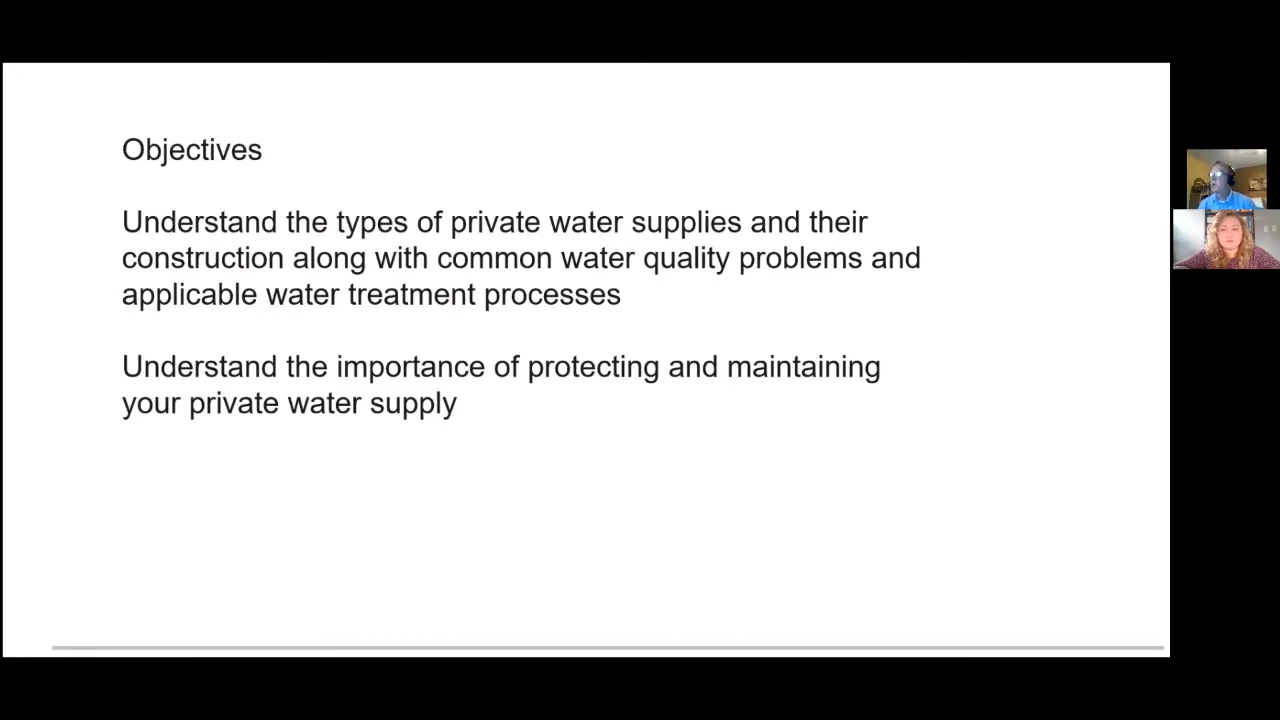 Objectives
Understand the types of private water supplies and their
construction along with common water quality problems and
applicable water treatment processes
Understand the importance of protecting and maintaining
your private water supply